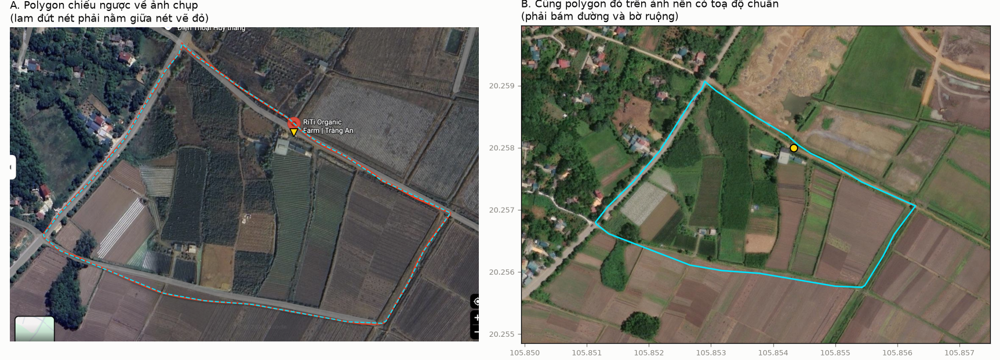 A. Polygon chiếu ngược về ảnh chụp
(lam đứt nét phải nằm giữa nét vẽ đỏ)
Điện Thoại Huy thắng
RiTi Organic
Farm | Tràng An
B. Cùng polygon đó trên ảnh nền có toạ độ chuẩn
(phải bám đường và bờ ruộng)
20.259
20.258
20.257
20.256
20.255
105.850 105.851 105.852 105.853 105.854 105.855 105.856 105.857